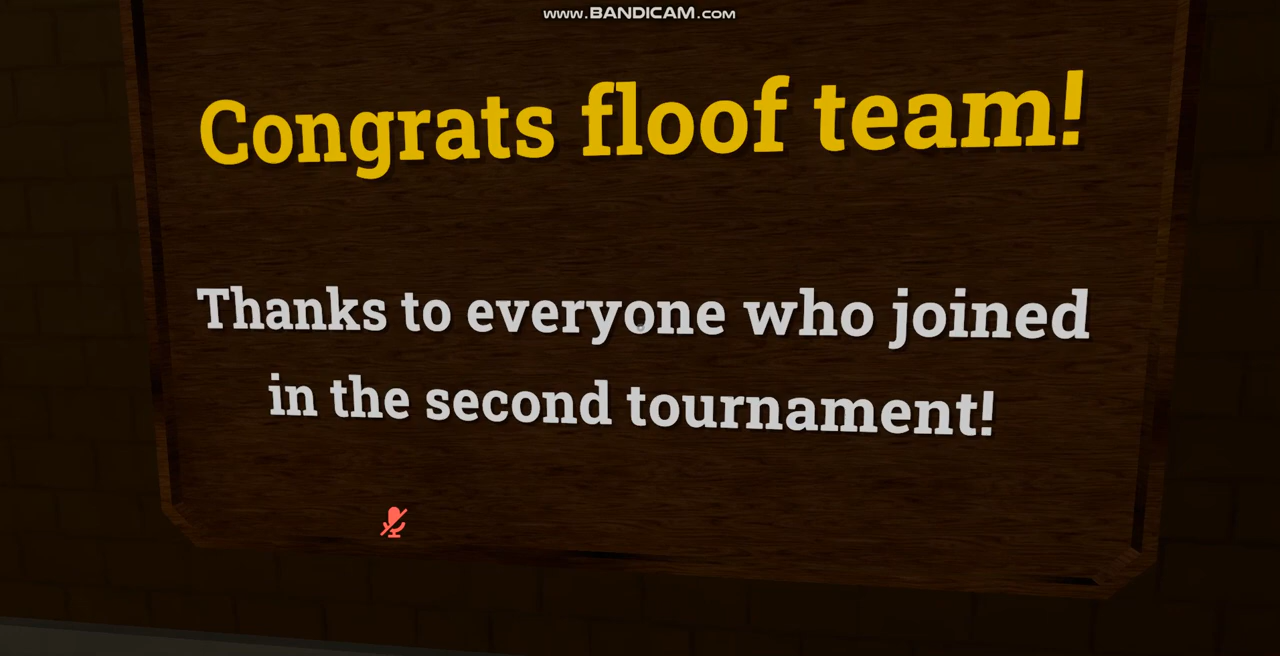 www.BANDICAM.com
Congrats floof team!
Thanks to everyone who joined
in the second tournament!